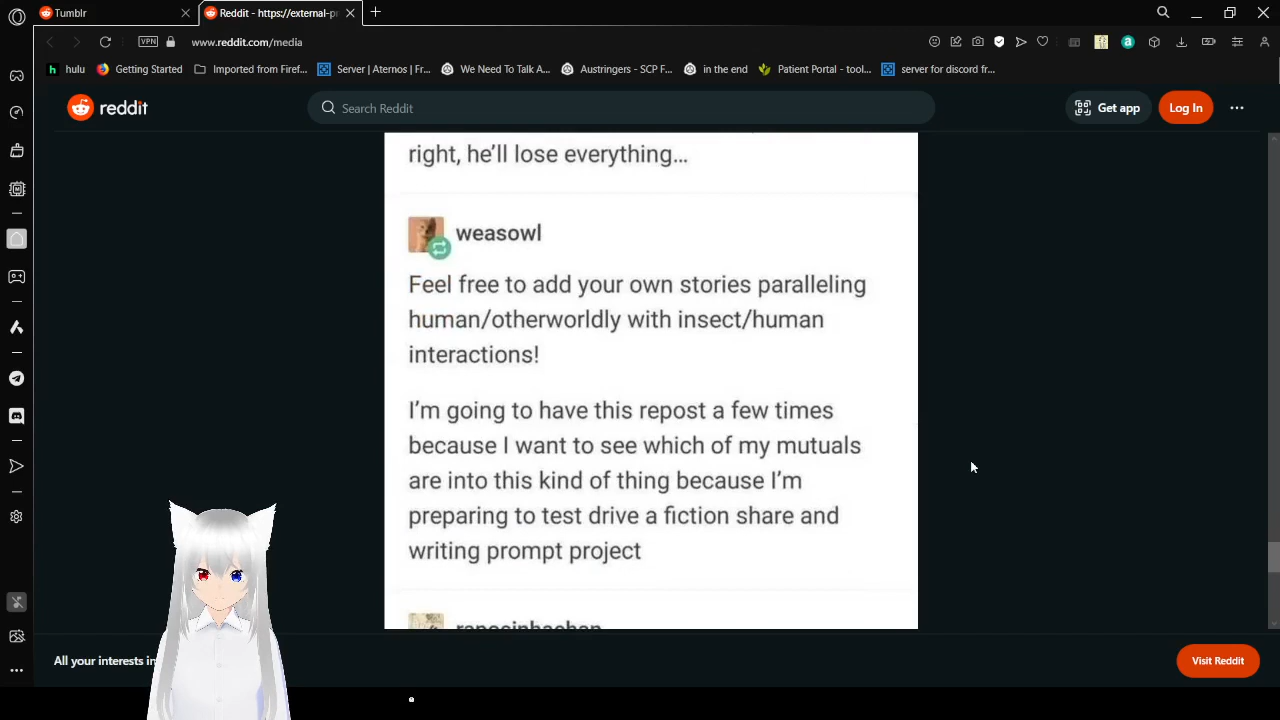 Tumblr
Reddit - https://external-pr
www.reddit.com/media
VPN
hulu
Getting Started
Imported from Firef...
Server | Aternos | Fr...
We Need To Talk A...
Austringers - SCP F...
in the end
Patient Portal - tool...
server for discord fr...
reddit
Search Reddit
Get app
Log In
right, he'll lose everything...
weasowl
Feel free to add your own stories paralleling
human/otherworldly with insect/human
interactions!
I'm going to have this repost a few times
because I want to see which of my mutuals
are into this kind of thing because I'm
preparing to test drive a fiction share and
writing prompt project
All your interests in
Visit Reddit